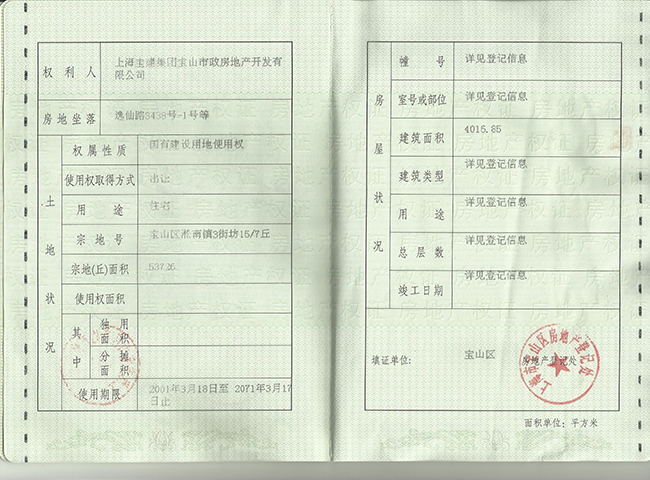 权利人 上海宝建集团宝山市政房地产开发有
限公司
房地坐落 逸仙路3438号-1号等
土地状况
权属性质 国有建设用地使用权
使用权取得方式 出让
用途 住宅
宗地号 宝山区淞南镇3街坊15/7丘
宗地(丘)面积 53726
使用权面积
其中
独用
面积
分摊
面积
使用期限 2001年3月18日至 2071年3月17
日止
房屋状况
幢号 详见登记信息
室号或部位 详见登记信息
建筑面积 4015.85
建筑类型 详见登记信息
用途 详见登记信息
总层数 详见登记信息
竣工日期 详见登记信息
填证单位: 宝山区 房地产登记处
上海市宝山区房地产登记处
面积单位: 平方米